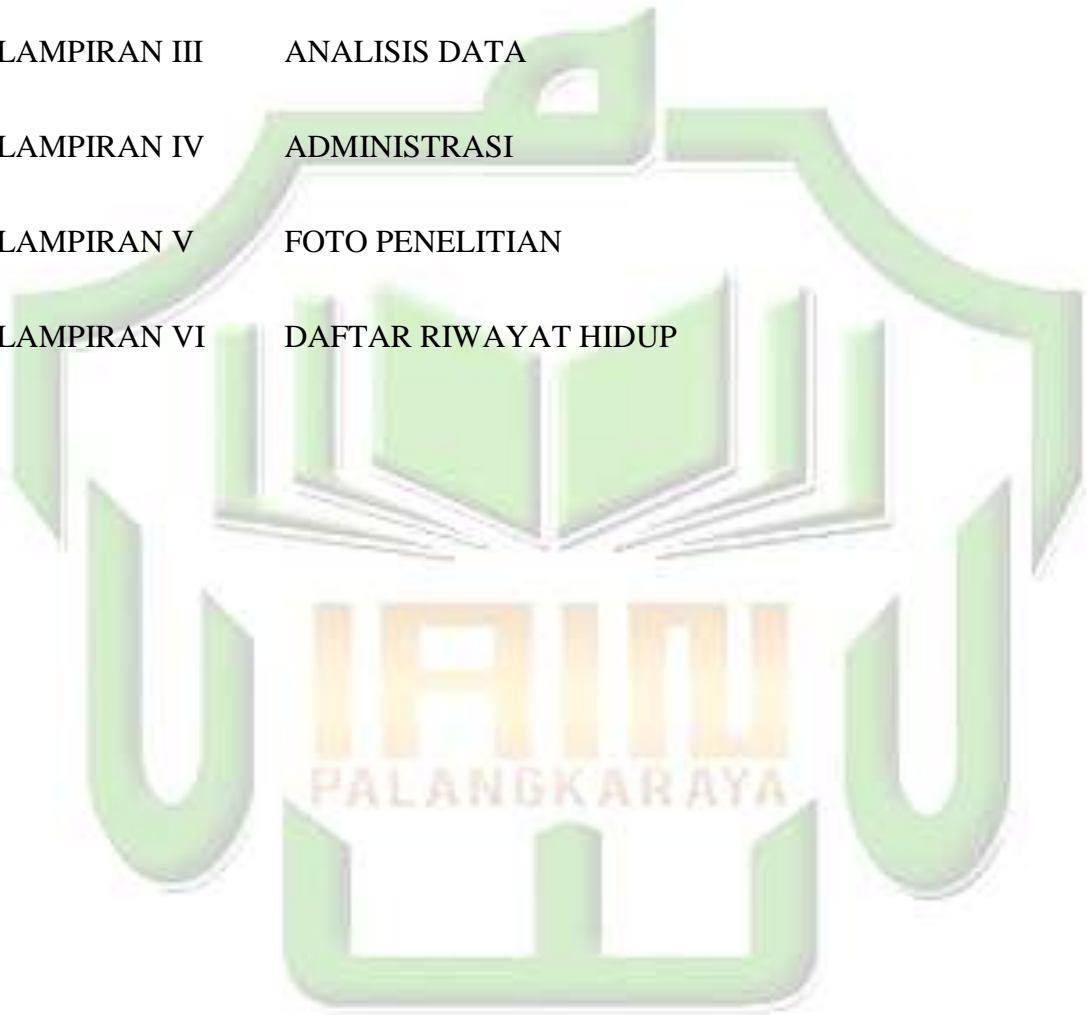 LAMPIRAN III ANALISIS DATA
LAMPIRAN IV ADMINISTRASI
LAMPIRAN V FOTO PENELITIAN
LAMPIRAN VI DAFTAR RIWAYAT HIDUP
IAIN
PALANGKARAYA